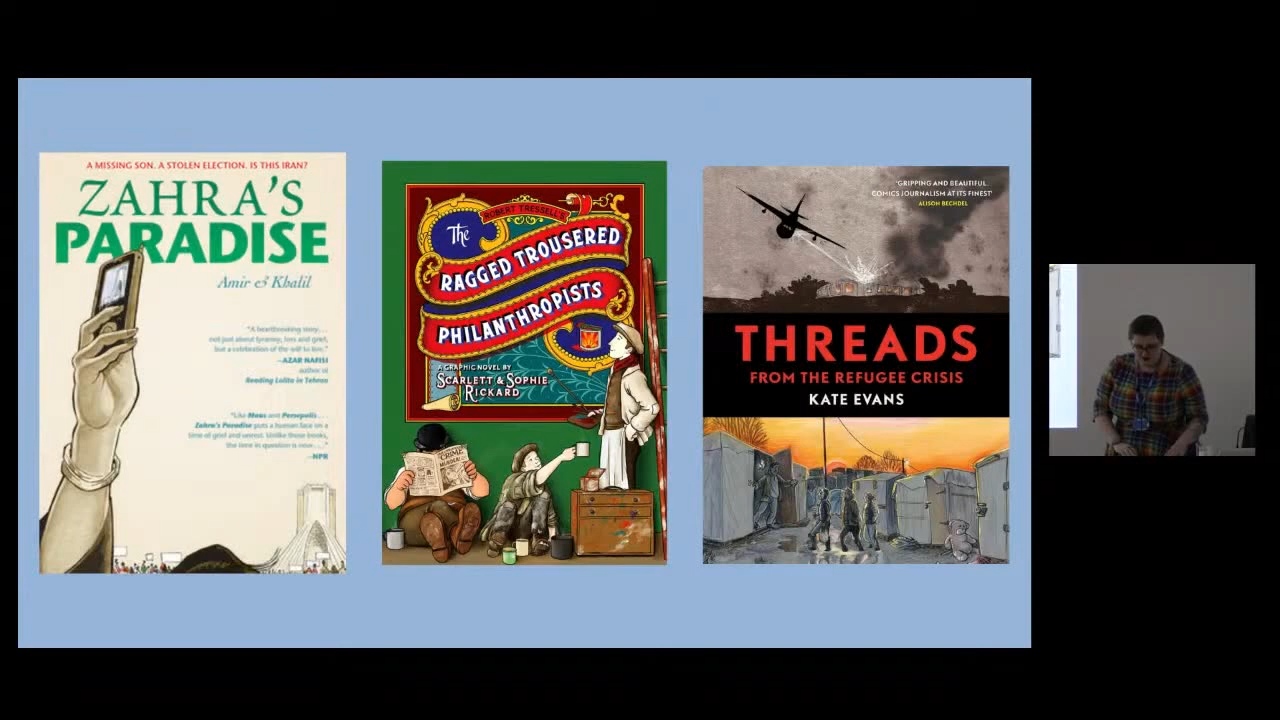 A MISSING SON. A STOLEN ELECTION. IS THIS IRAN?
ZAHRA'S
PARADISE
Amir & Khalil
"A heartbreaking story...
not just about tyranny, loss and grief,
but a celebration of the will to live."
—AZAR NAFISI
author of
Reading Lolita in Tehran
"Like Maus and Persepolis...
Zahra's Paradise puts a human face on a
time of grief and unrest. Unlike those books,
the time in question is now...."
—NPR
ROBERT TRESSELL'S
The
RAGGED TROUSERED
PHILANTHROPISTS
A GRAPHIC NOVEL BY
SCARLETT & SOPHIE
RICKARD
CRIME
MURDER
'GRIPPING AND BEAUTIFUL...
COMICS JOURNALISM AT ITS FINEST'
ALISON BECHDEL
THREADS
FROM THE REFUGEE CRISIS
KATE EVANS